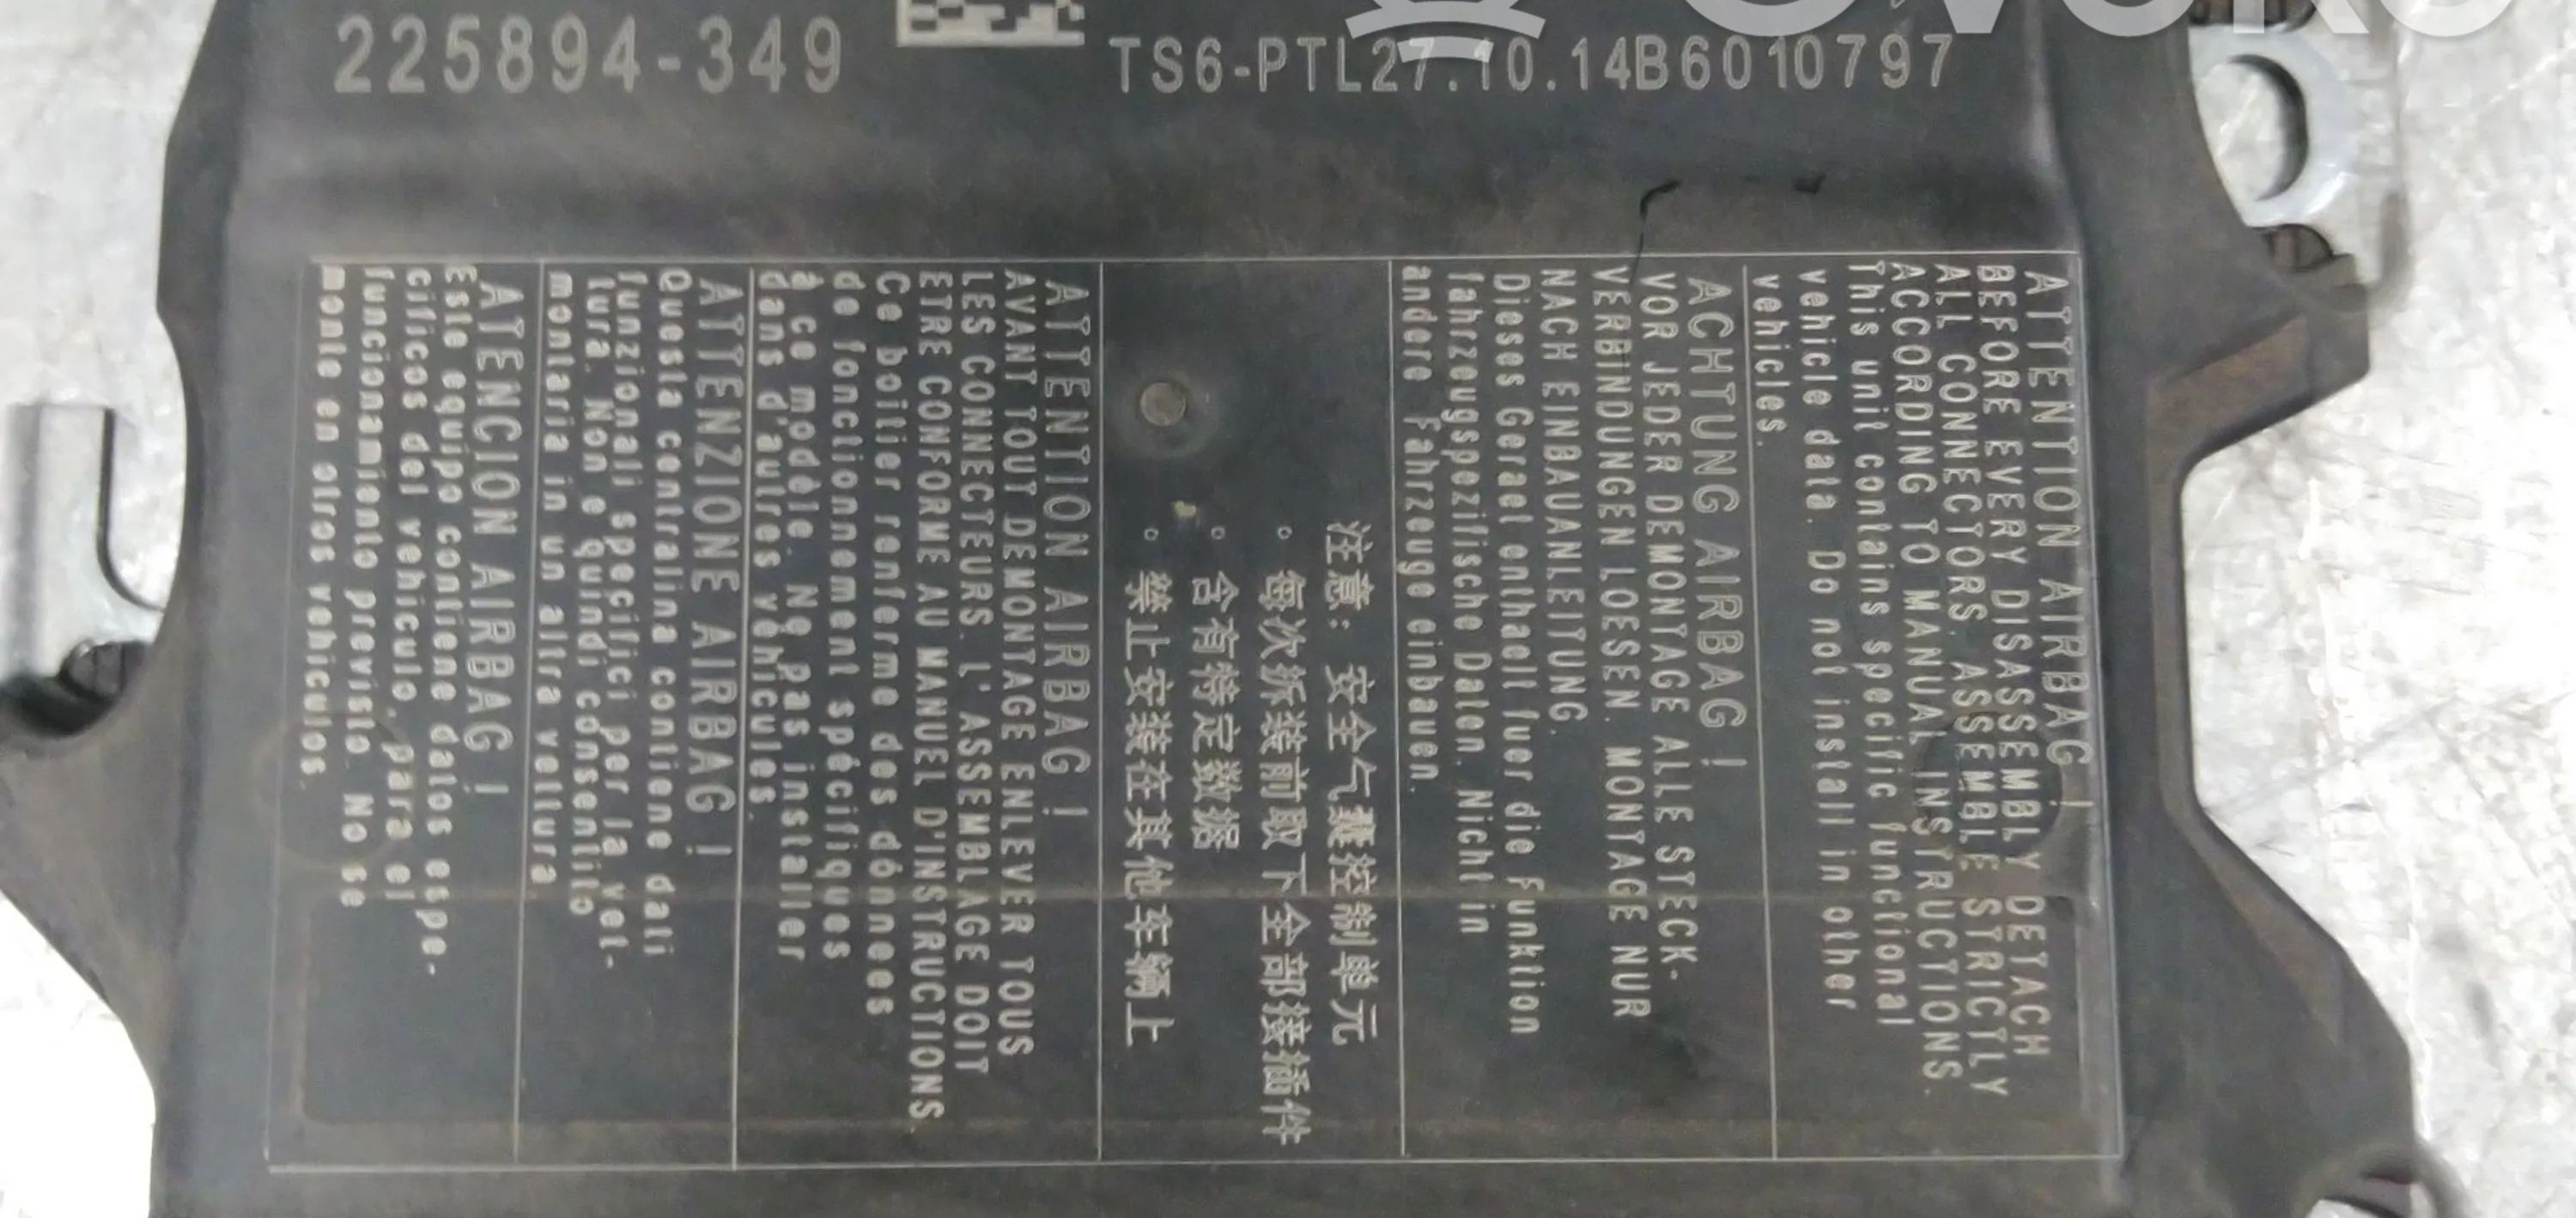 225894-349
TS6-PTL27.10.14B6010797
ATTENTION AIRBAG !
BEFORE EVERY DISASSEMBLY DETACH
ALL CONNECTORS. ASSEMBLE STRICTLY
ACCORDING TO MANUAL INSTRUCTIONS.
This unit contains specific functional
vehicle data. Do not install in other
vehicles.
ACHTUNG AIRBAG !
VOR JEDER DEMONTAGE ALLE STECK-
VERBINDUNGEN LOESEN. MONTAGE NUR
NACH EINBAUANLEITUNG.
Dieses Geraet enthaelt fuer die Funktion
fahrzeugspezifische Daten. Nicht in
andere Fahrzeuge einbauen.
注意: 安全气囊控制单元
。每次拆装前取下全部接插件
。含有特定数据
。禁止安装在其他车辆上
ATTENTION AIRBAG !
AVANT TOUT DEMONTAGE ENLEVER TOUS
LES CONNECTEURS. L'ASSEMBLAGE DOIT
ETRE CONFORME AU MANUEL D'INSTRUCTIONS.
Ce boitier renferme des données
de fonctionnement spécifiques
à ce modèle. Ne pas installer
dans d'autres véhicules
ATTENZIONE AIRBAG !
Questa centralina contiene dati
funzionali specifici per la vet-
tura. Non e quindi consentito
montarla in un altra vettura
ATENCION AIRBAG !
Este equipo contiene datos espe-
cificos del vehiculo, para el
funcionamiento previsto. No se
monte en otros vehiculos.